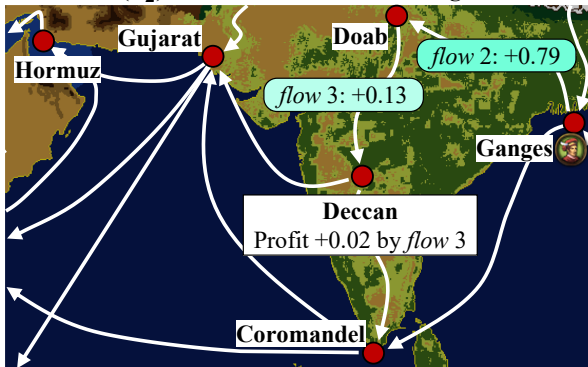 Gujarat
Doab
Hormuz
flow 2: +0.79
flow 3: +0.13
Ganges
Deccan
Profit +0.02 by flow 3
Coromandel